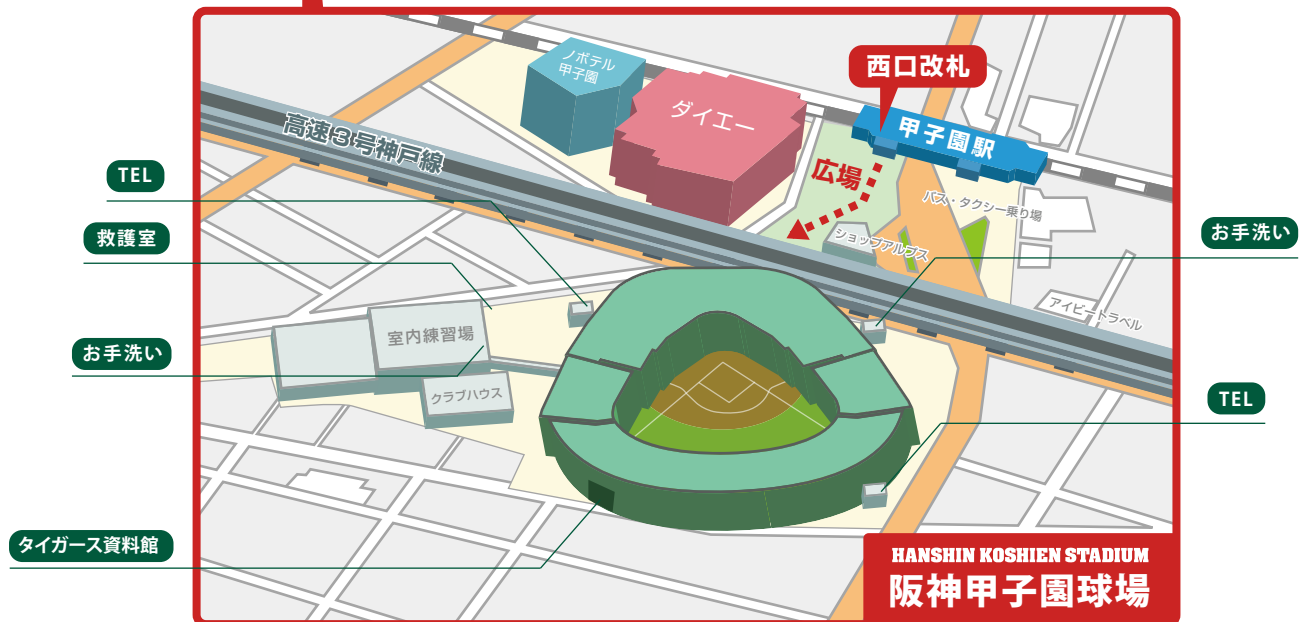 ノボテル
甲子園
西口改札
ダイエー
甲子園駅
高速3号神戸線
TEL
広場
バス・タクシー乗り場
救護室
ショップアルプス
お手洗い
アイビートラベル
室内練習場
お手洗い
クラブハウス
TEL
タイガース資料館
HANSHIN KOSHIEN STADIUM
阪神甲子園球場